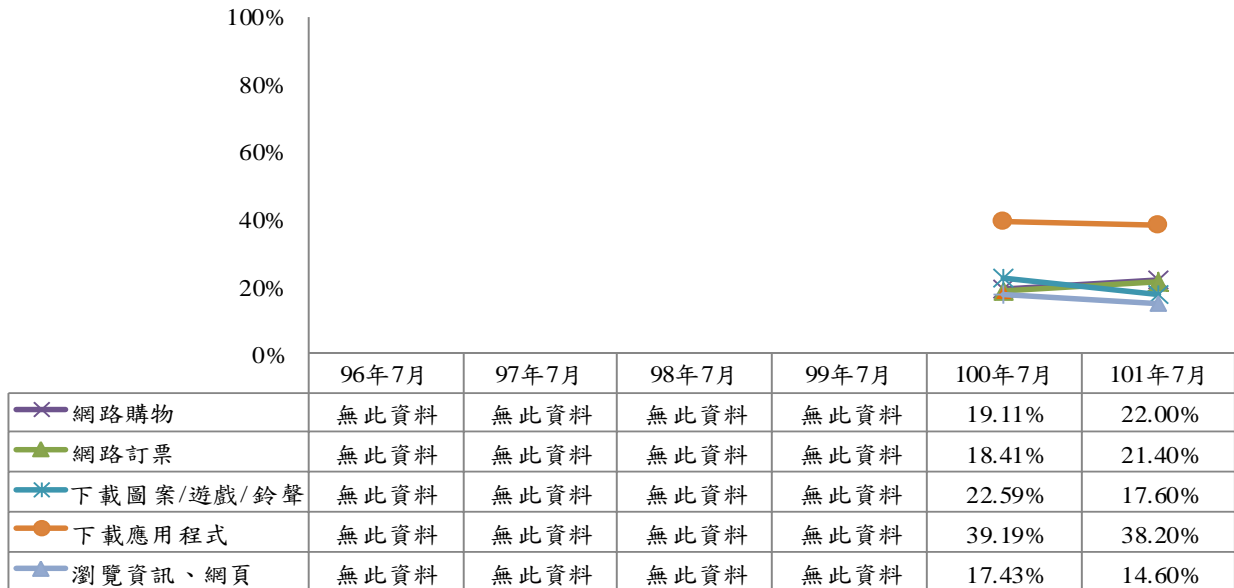 100%
80%
60%
40%
20%
0%
96年7月 97年7月 98年7月 99年7月 100年7月 101年7月
網路購物 無此資料 無此資料 無此資料 無此資料 19.11% 22.00%
網路訂票 無此資料 無此資料 無此資料 無此資料 18.41% 21.40%
下載圖案/遊戲/鈴聲 無此資料 無此資料 無此資料 無此資料 22.59% 17.60%
下載應用程式 無此資料 無此資料 無此資料 無此資料 39.19% 38.20%
瀏覽資訊、網頁 無此資料 無此資料 無此資料 無此資料 17.43% 14.60%